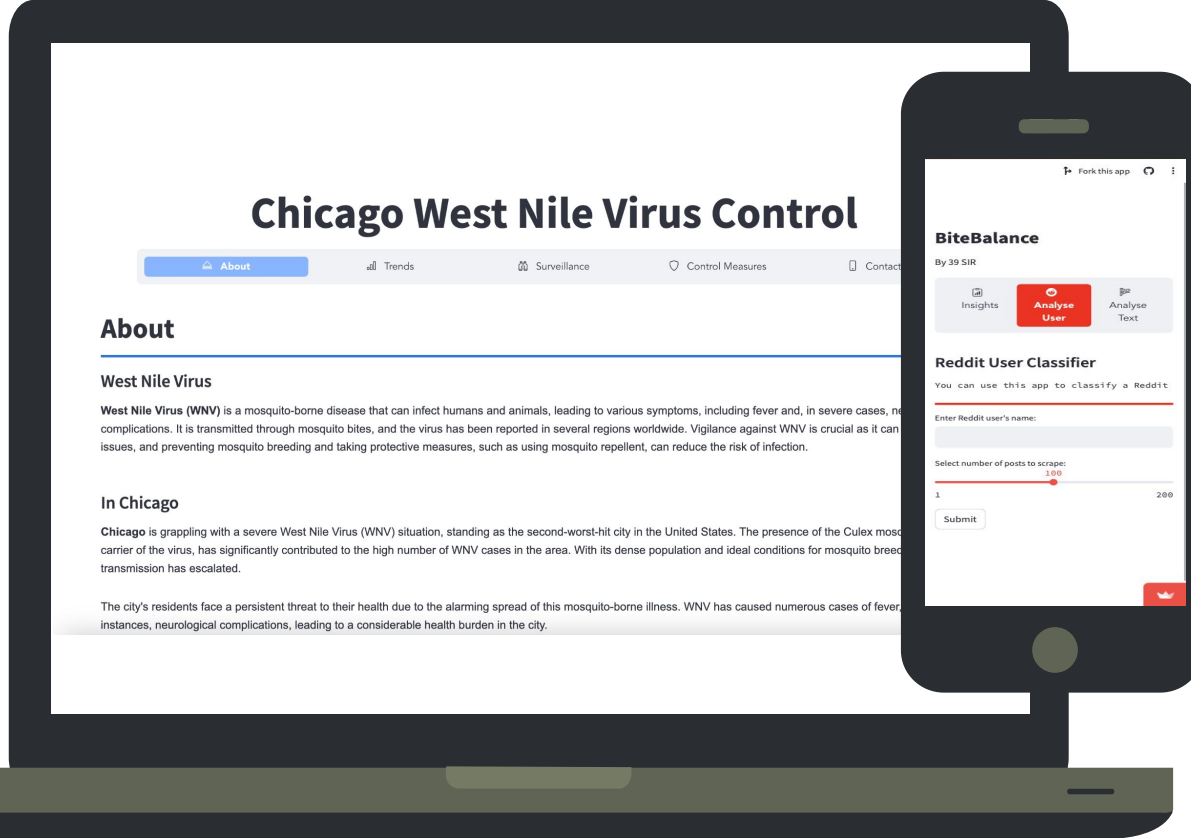 Chicago West Nile Virus Control
About
Trends
Surveillance
Control Measures
Contact
About
West Nile Virus
West Nile Virus (WNV) is a mosquito-borne disease that can infect humans and animals, leading to various symptoms, including fever and, in severe cases,
complications. It is transmitted through mosquito bites, and the virus has been reported in several regions worldwide. Vigilance against WNV is crucial as it can
issues, and preventing mosquito breeding and taking protective measures, such as using mosquito repellent, can reduce the risk of infection.
In Chicago
Chicago is grappling with a severe West Nile Virus (WNV) situation, standing as the second-worst-hit city in the United States. The presence of the Culex
carrier of the virus, has significantly contributed to the high number of WNV cases in the area. With its dense population and ideal conditions for mosquito
transmission has escalated.
The city's residents face a persistent threat to their health due to the alarming spread of this mosquito-borne illness. WNV has caused numerous cases of fever,
instances, neurological complications, leading to a considerable health burden in the city.
Fork this app
BiteBalance
By 39 SIR
Insights
Analyse
User
Analyse
Text
Reddit User Classifier
You can use this app to classify a Reddit
Enter Reddit user's name:
Select number of posts to scrape:
100
1
200
Submit